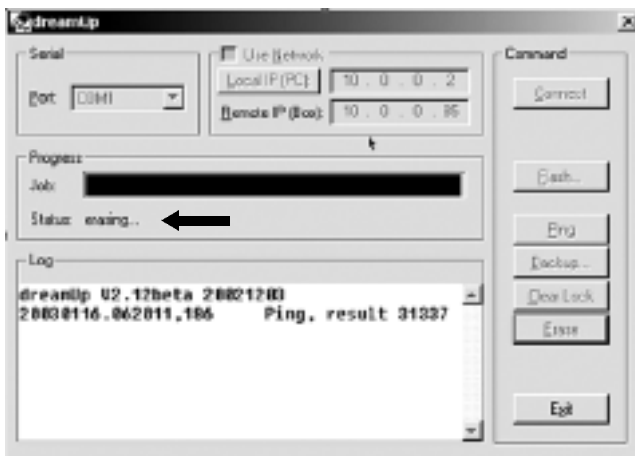 dreamUp
Serial
Port: COM1
Use Network
Local IP (PC): 10 . 0 . 0 . 2
Remote IP (Box): 10 . 0 . 0 . 85
Command
Connect
Flash...
Ping
Backup...
Clear Lock
Erase
Exit
Progress
Job:
Status: erasing...
Log
dreamUp V2.12beta 20021203
20030116.062011,186 Ping, result 31337